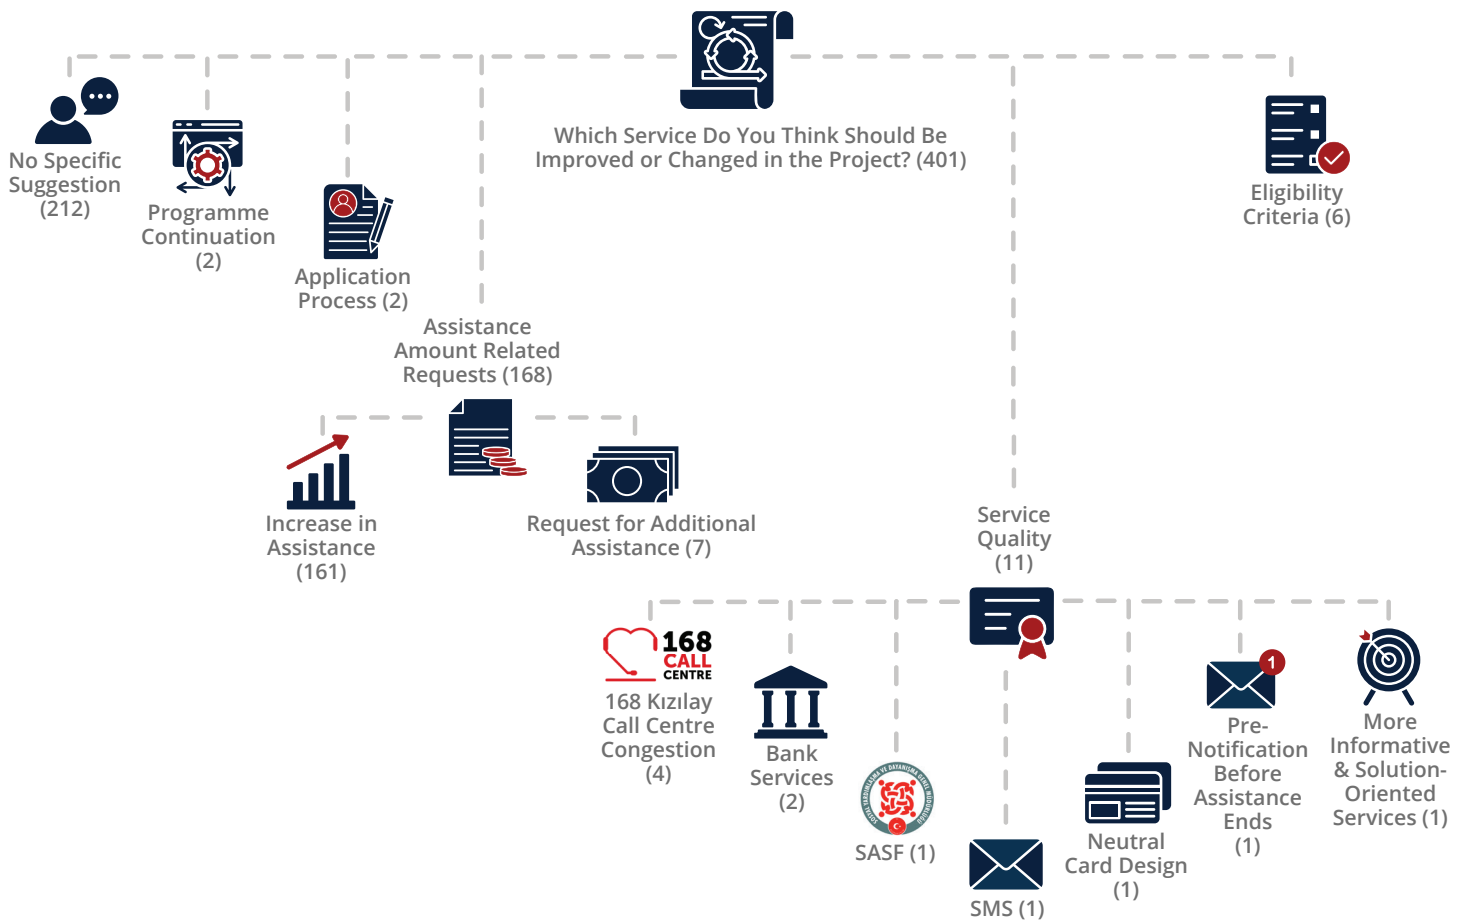 Which Service Do You Think Should Be
Improved or Changed in the Project? (401)
No Specific
Suggestion
(212)
Programme
Continuation
(2)
Application
Process (2)
Assistance
Amount Related
Requests (168)
Increase in
Assistance
(161)
Request for Additional
Assistance (7)
Service
Quality
(11)
168
CALL
CENTRE
168 Kızılay
Call Centre
Congestion
(4)
Bank
Services
(2)
SOSYAL YARDIMLAŞMA VE DAYANIŞMA
SASF (1)
SMS (1)
Neutral
Card Design
(1)
1
Pre-
Notification
Before
Assistance
Ends
(1)
More
Informative
& Solution-
Oriented
Services (1)
Eligibility
Criteria (6)